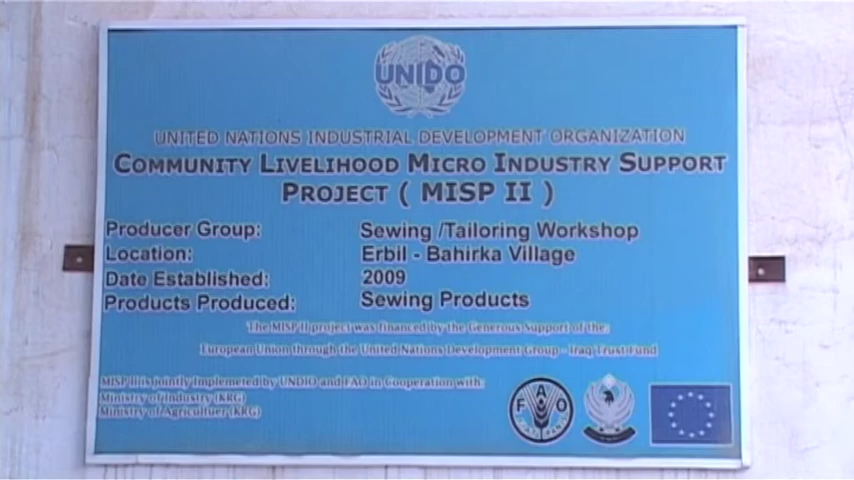 UNIDO
UNITED NATIONS INDUSTRIAL DEVELOPMENT ORGANIZATION
COMMUNITY LIVELIHOOD MICRO INDUSTRY SUPPORT
PROJECT ( MISP II )
Producer Group: Sewing /Tailoring Workshop
Location: Erbil - Bahirka Village
Date Established: 2009
Products Produced: Sewing Products
The MISP II project was financed by the Generous Support of the:
European Union through the United Nations Development Group - Iraq Trust Fund
MISP II is jointly Implemeted by UNDIO and FAO in Cooperation with:
Ministry of Industry (KRG)
Ministry of Agricultuer (KRG)
FAO